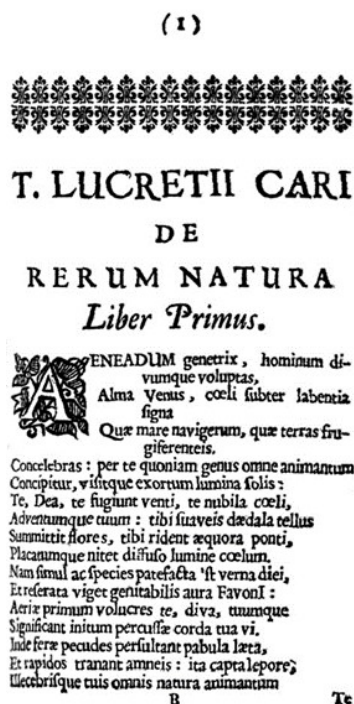 (1)
T. LUCRETII CARI
DE
RERUM NATURA
Liber Primus.
AENEADUM genetrix, hominum di-
vumque voluptas,
Alma Venus, cœli subter labentia
signa
Quæ mare navigerum, quæ terras fru-
giferenteis.
Concelebras: per te quoniam genus omne animantum
Concipitur, visitque exortum lumina solis:
Te, Dea, te fugiunt venti, te nubila cœli,
Adventumque tuum: tibi suaveis dædala tellus
Summittit flores, tibi rident æquora ponti,
Placatumque nitet diffuso lumine cœlum.
Nam simul ac species patefacta 'st verna diei,
Et reserata viget genitabilis aura FavonI:
Aeriæ primum volucres te, diva, tuumque
Significant initum percussæ corda tua vi.
Inde feræ pecudes persultant pabula læta,
Et rapidos tranant amneis: ita capta lepore;
Illecebrisque tuis omnis natura animantum
B Te